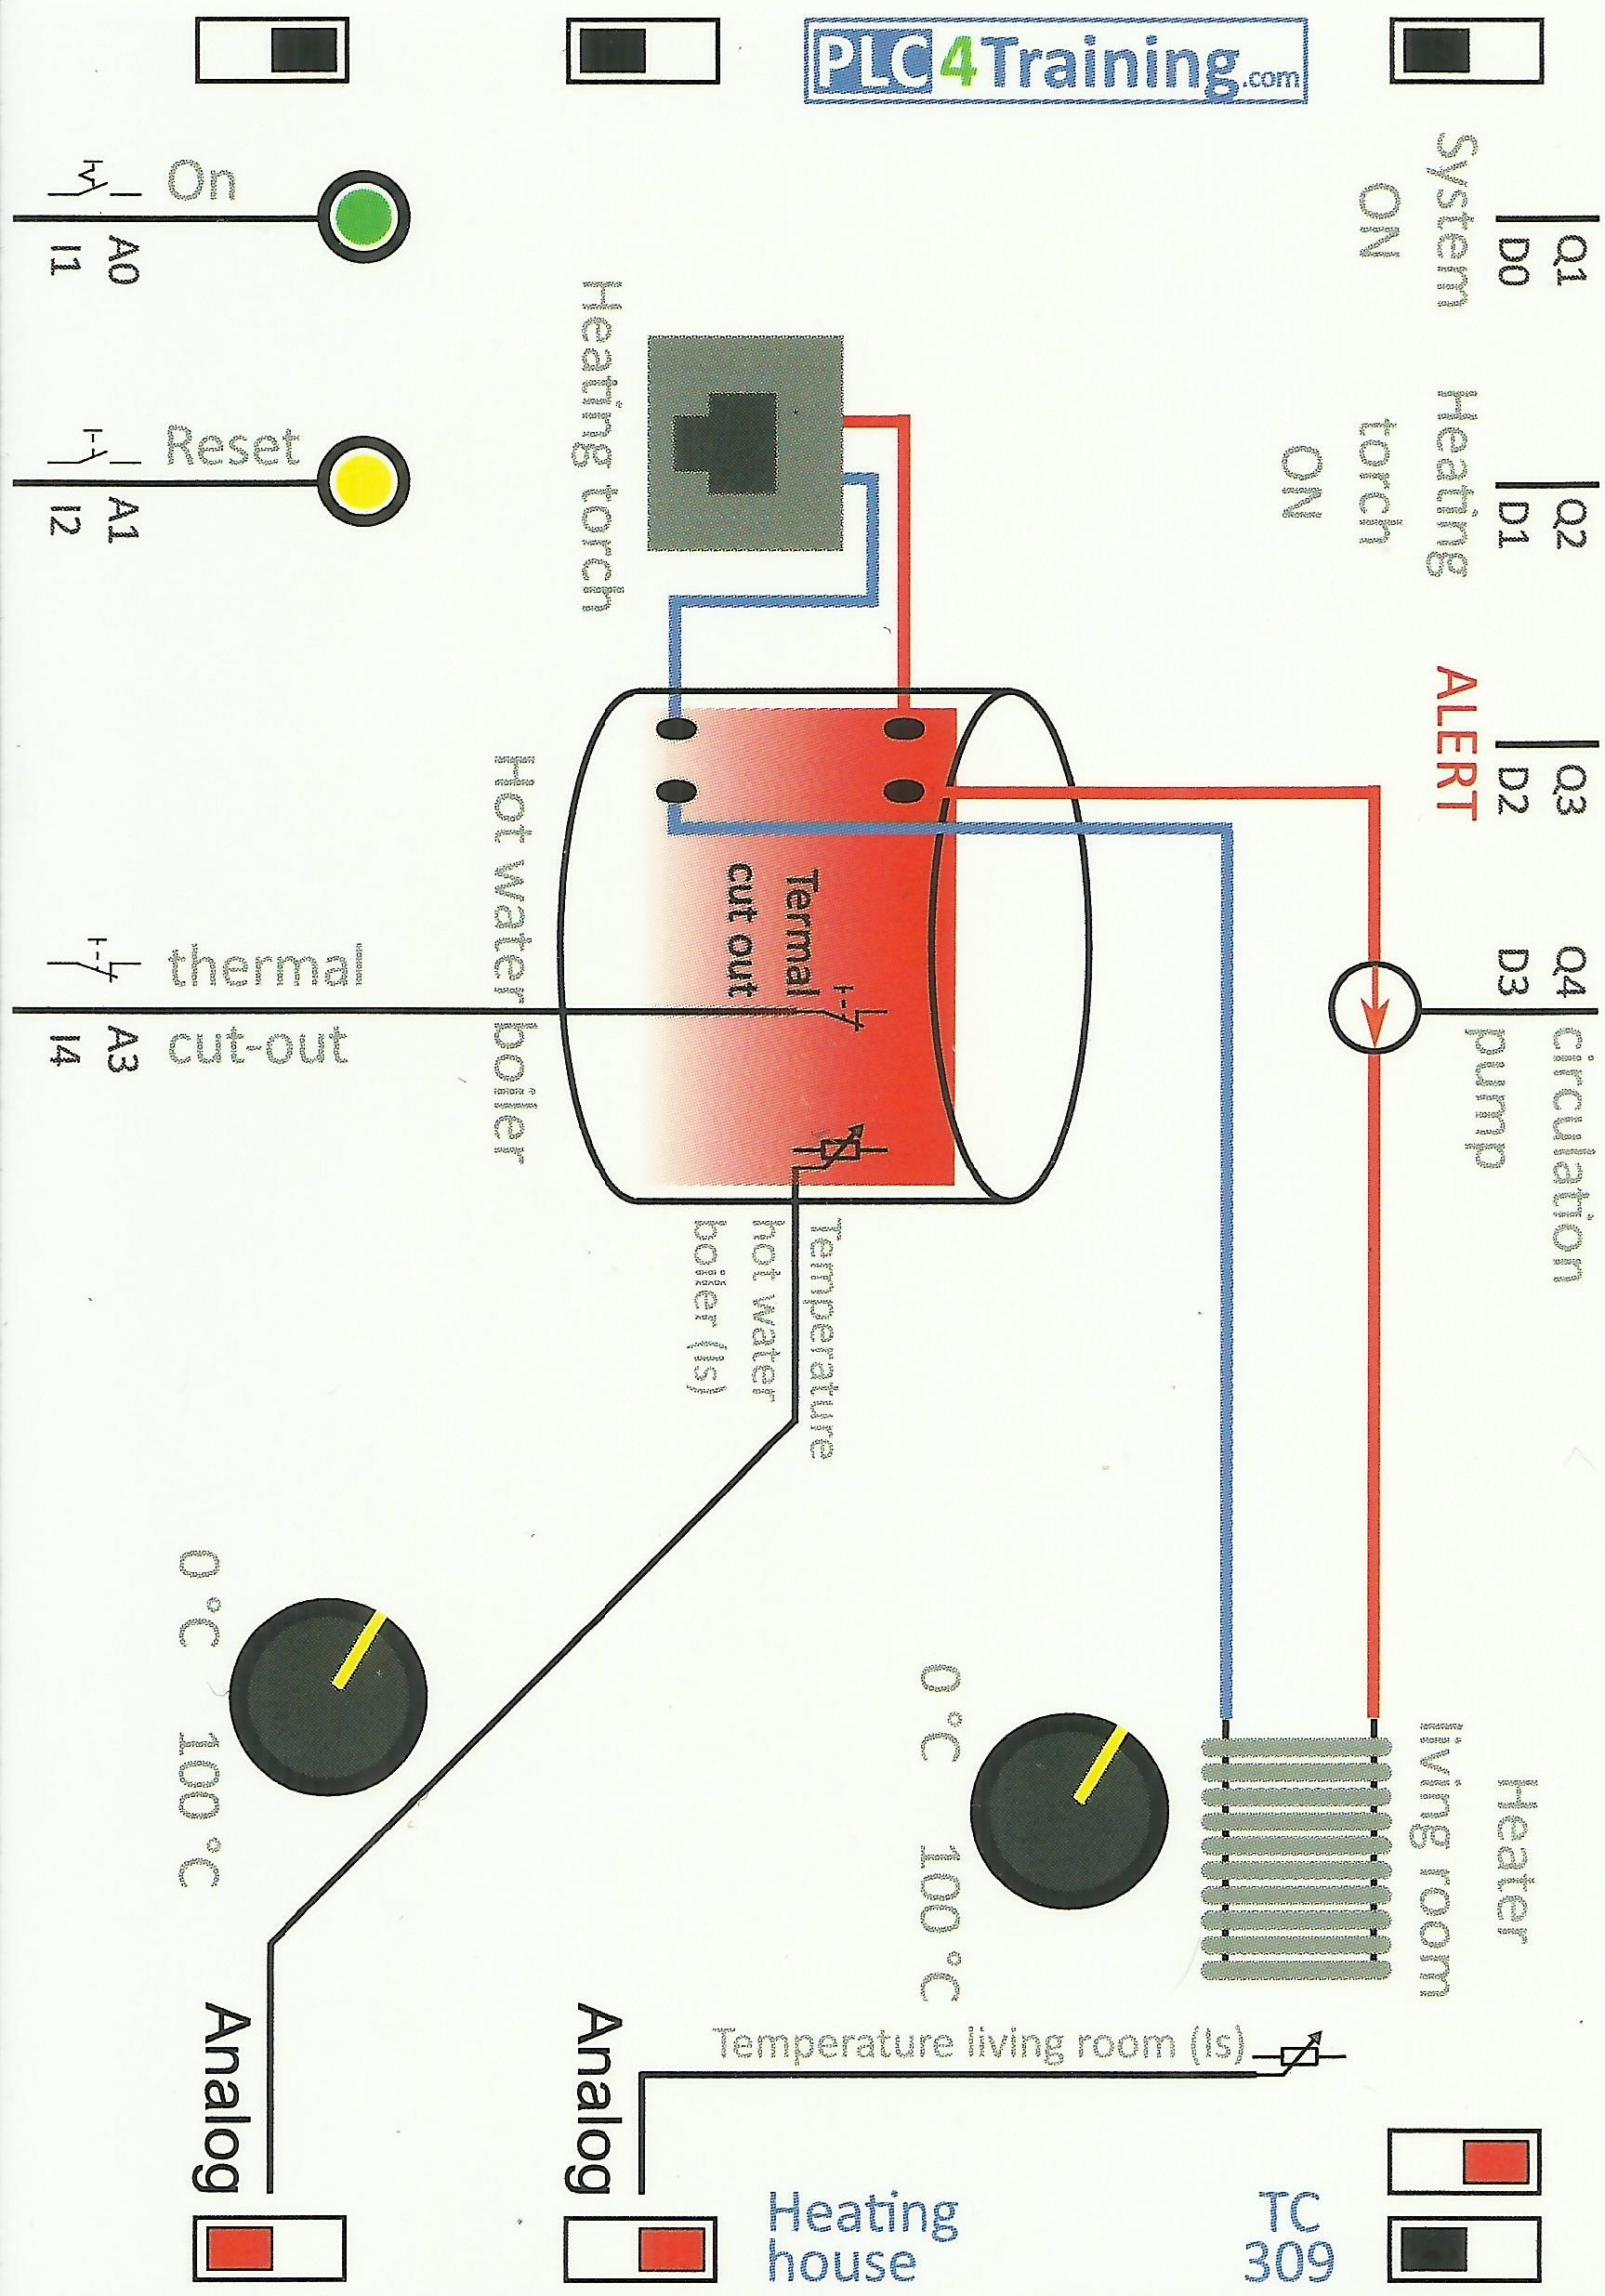 Q1
D0
System
ON
Q2
D1
Heating
torch
ON
Q3
D2
ALERT
Q4
D3
circulation
pump
Heater
living room
TC
309
PLC4Training.com
0 °C
100 °C
Temperature living room (Is)
Heating
house
Termal
cut out
Temperature
hot water
boiler (Is)
Heating torch
Analog
Hot water boiler
On
A0
I1
Reset
A1
I2
thermal
cut-out
A3
I4
0 °C
100 °C
Analog